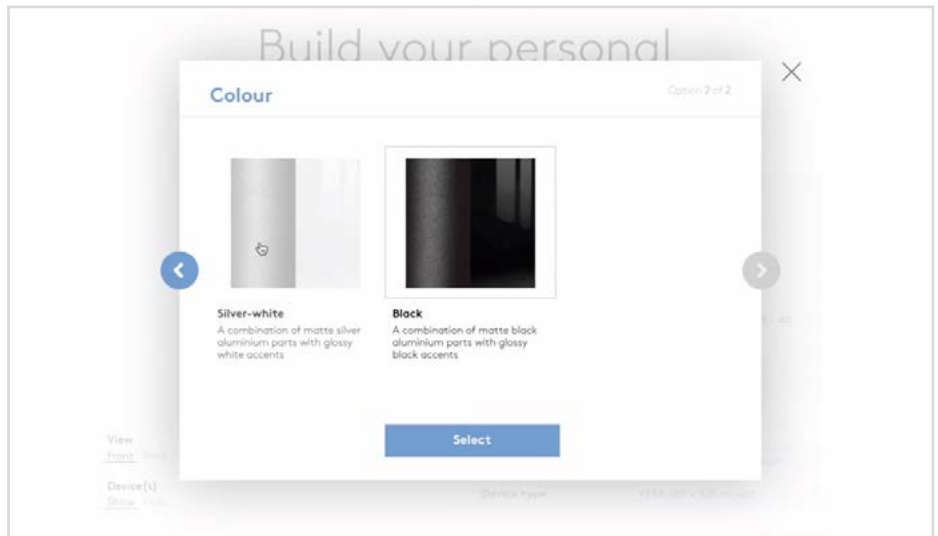 Build your personal
Colour
Option 2 of 2
Silver-white
A combination of matte silver
aluminium parts with glossy
white accents
Black
A combination of matte black
aluminium parts with glossy
black accents
Select
View
Front
Device(s)
Show
Device type